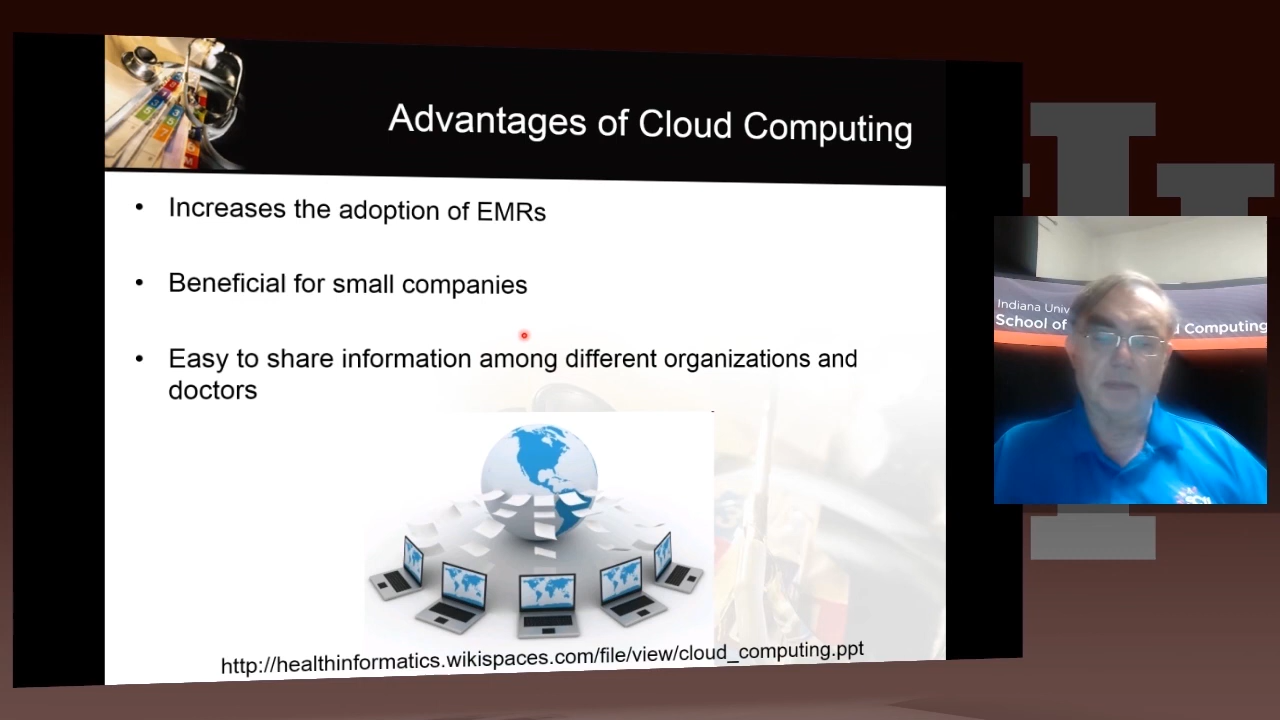 Advantages of Cloud Computing
• Increases the adoption of EMRs
• Beneficial for small companies
• Easy to share information among different organizations and
doctors
http://healthinformatics.wikispaces.com/file/view/cloud_computing.ppt
Indiana Univ
School of d Computing